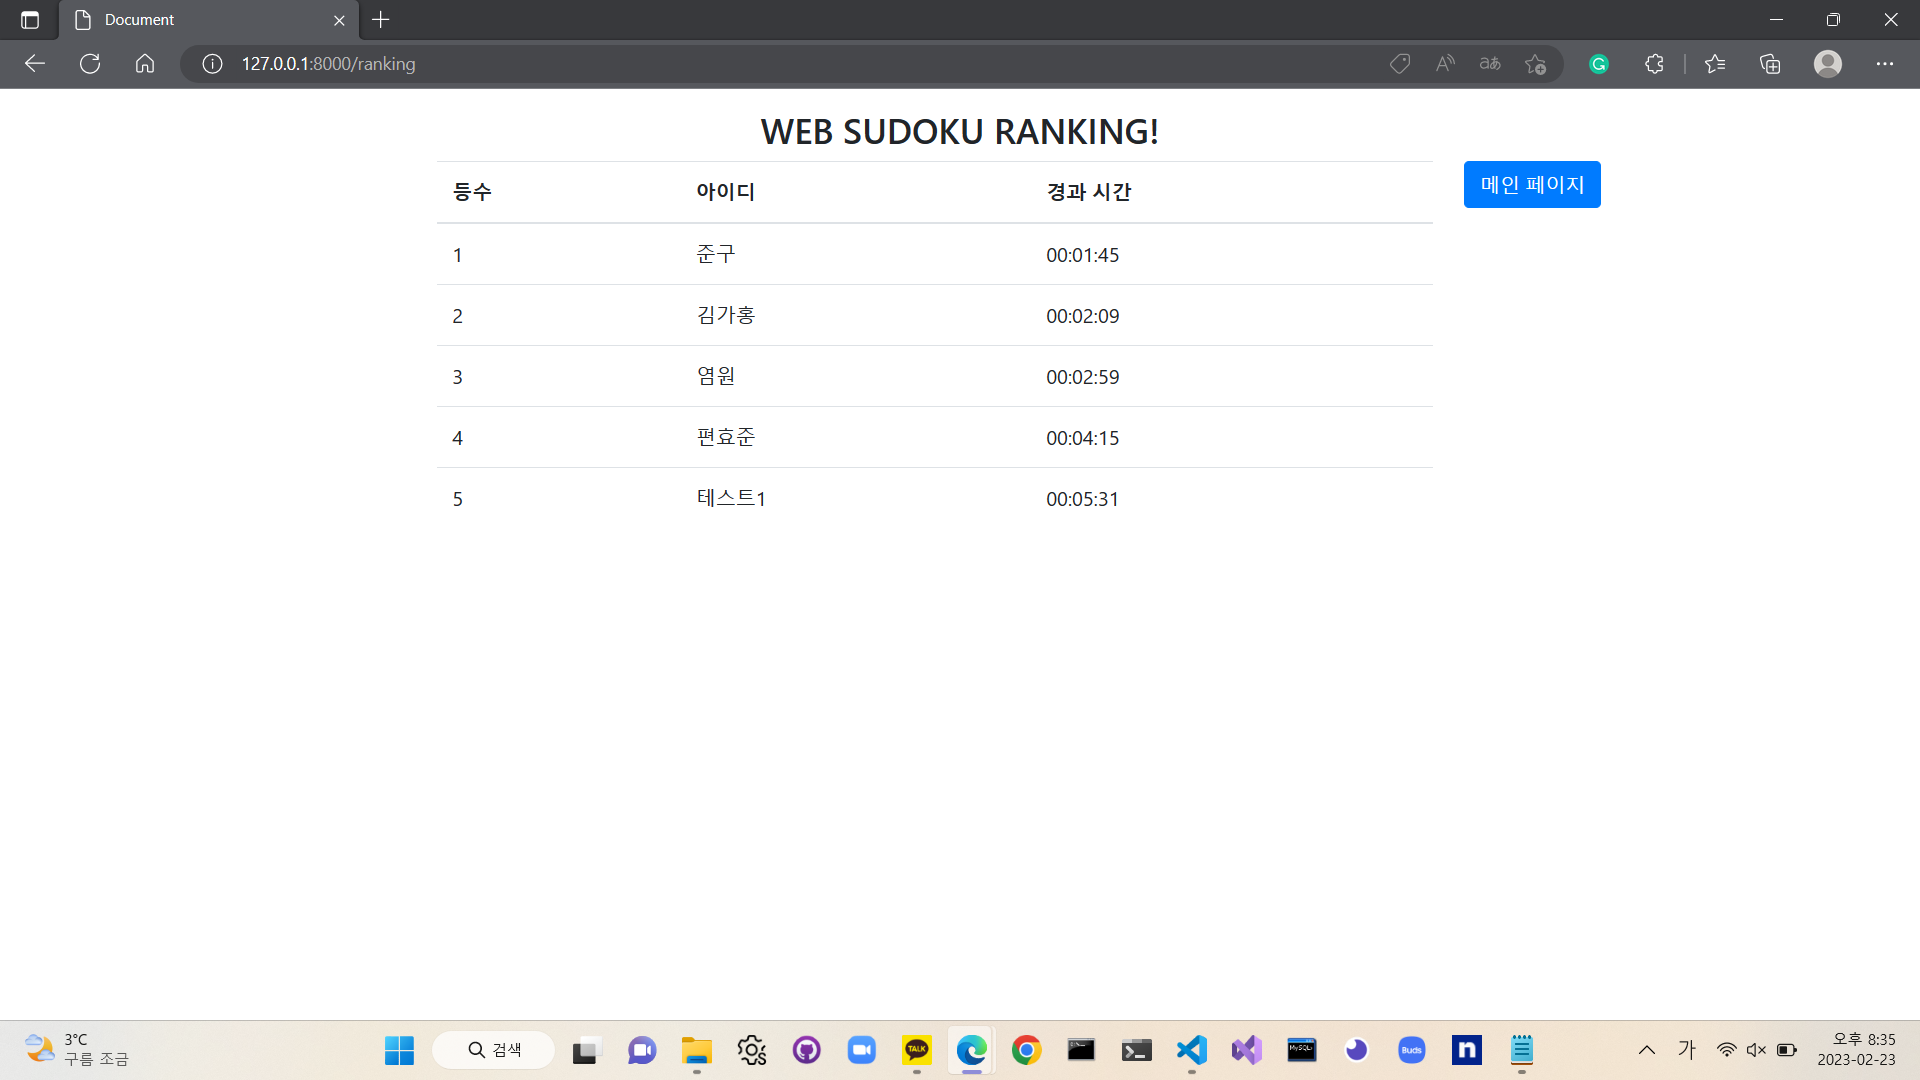 Document
127.0.0.1:8000/ranking
WEB SUDOKU RANKING!
등수 아이디 경과 시간
메인 페이지
1 준구 00:01:45
2 김가홍 00:02:09
3 염원 00:02:59
4 편효준 00:04:15
5 테스트1 00:05:31
3°C
구름 조금
검색
TALK
MySQL
Buds
n
가
오후 8:35
2023-02-23